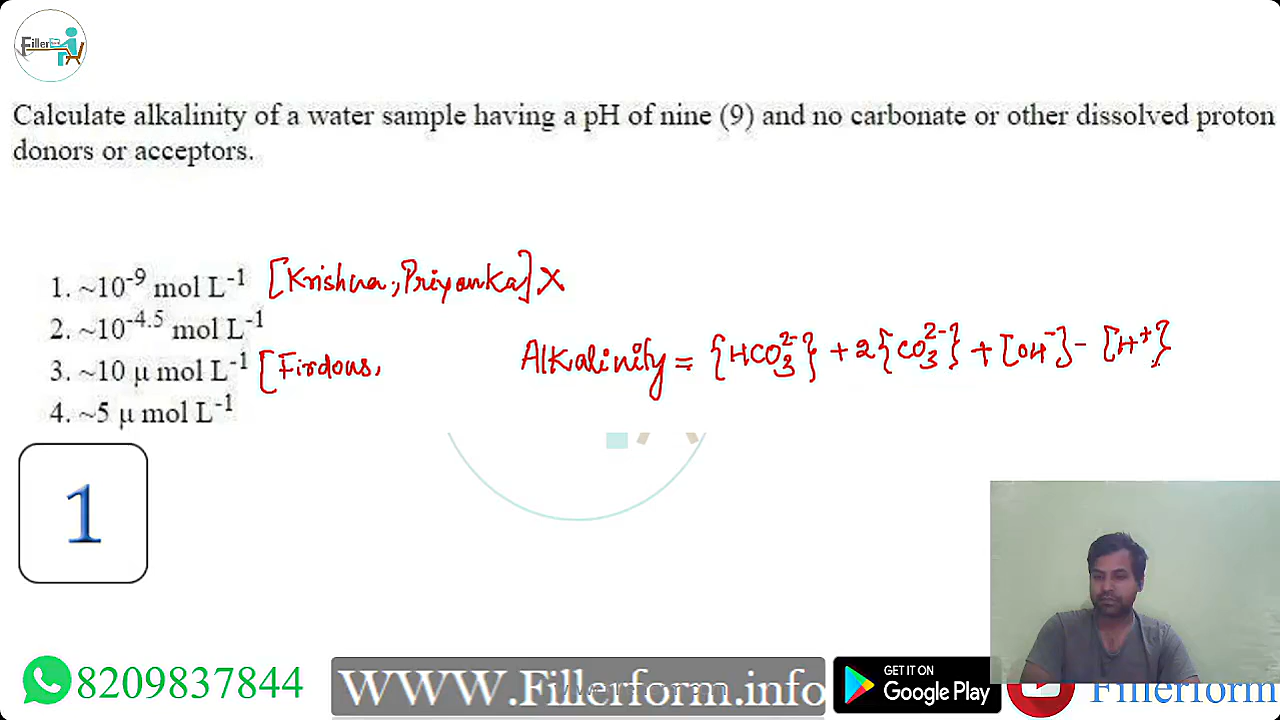 Filler
Calculate alkalinity of a water sample having a pH of nine (9) and no carbonate or other dissolved proton
donors or acceptors.
1. ~10⁻⁹ mol L⁻¹ [Krishna, Priyanka] X
2. ~10⁻⁴·⁵ mol L⁻¹
3. ~10 μ mol L⁻¹ [Firdous,
Alkalinity = {HCO₃²⁻} + 2{CO₃²⁻} + [OH⁻] - [H⁺}
4. ~5 μ mol L⁻¹
1
8209837844
WWW.Fillerform.info
GET IT ON
Google Play
Fillerform